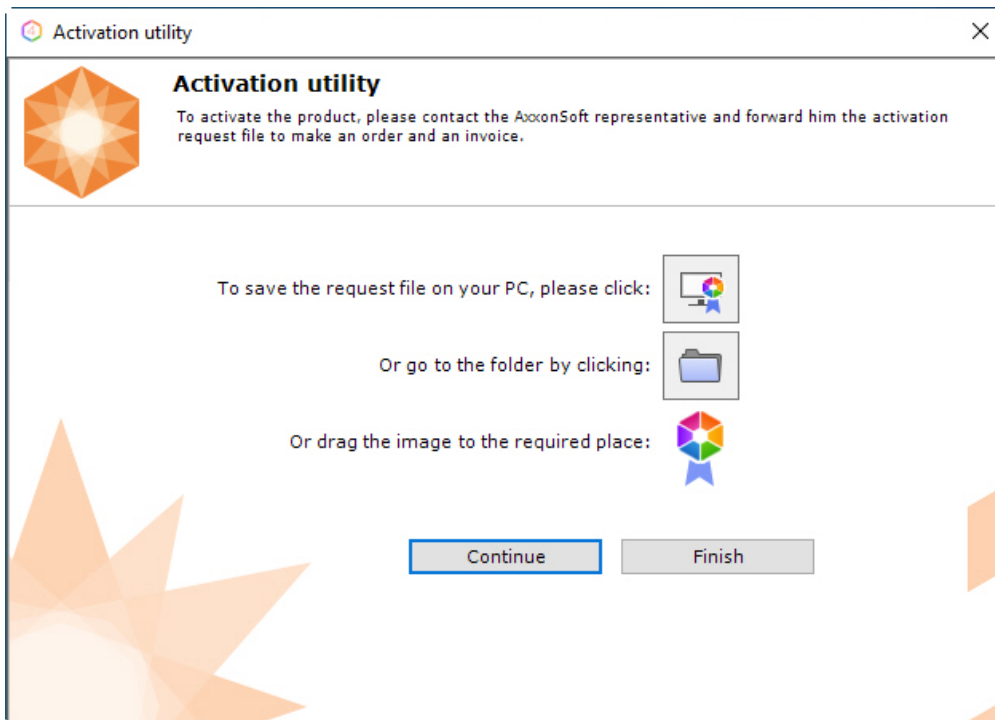 Activation utility
Activation utility
To activate the product, please contact the AxxonSoft representative and forward him the activation
request file to make an order and an invoice.
To save the request file on your PC, please click:
Or go to the folder by clicking:
Or drag the image to the required place:
Continue
Finish